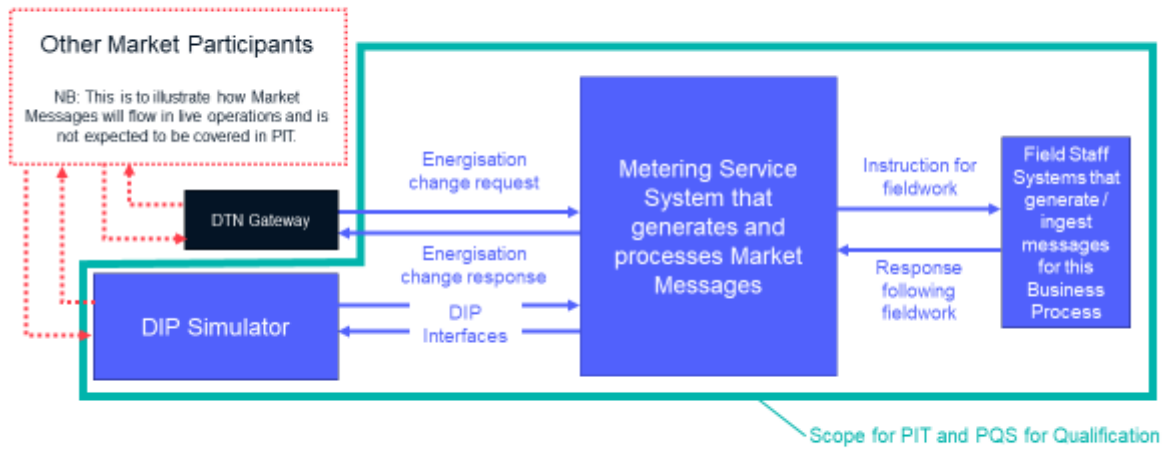 Other Market Participants
NB: This is to illustrate how Market
Messages will flow in live operations and is
not expected to be covered in PIT.
DTN Gateway
DIP Simulator
Energisation
change request
Energisation
change response
DIP
Interfaces
Metering Service
System that
generates and
processes Market
Messages
Instruction for
fieldwork
Response
following
fieldwork
Field Staff
Systems that
generate /
ingest
messages
for this
Business
Process
Scope for PIT and PQS for Qualification